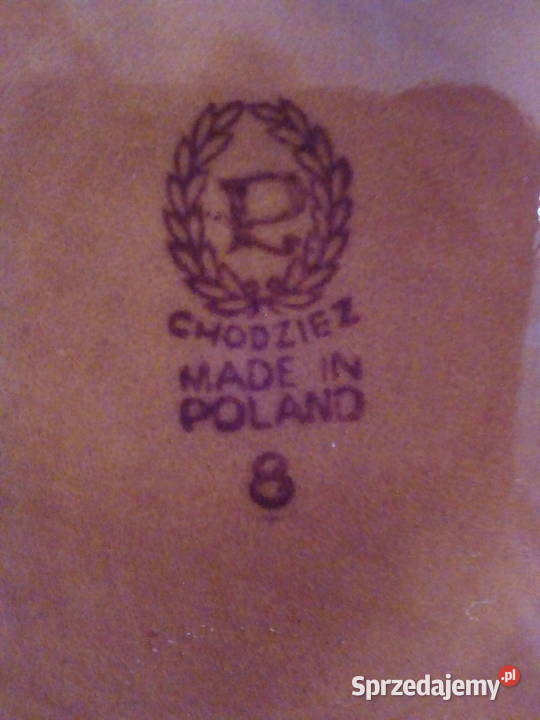 CHODZIEZ
MADE IN
POLAND
8
Sprzedajemy.pl